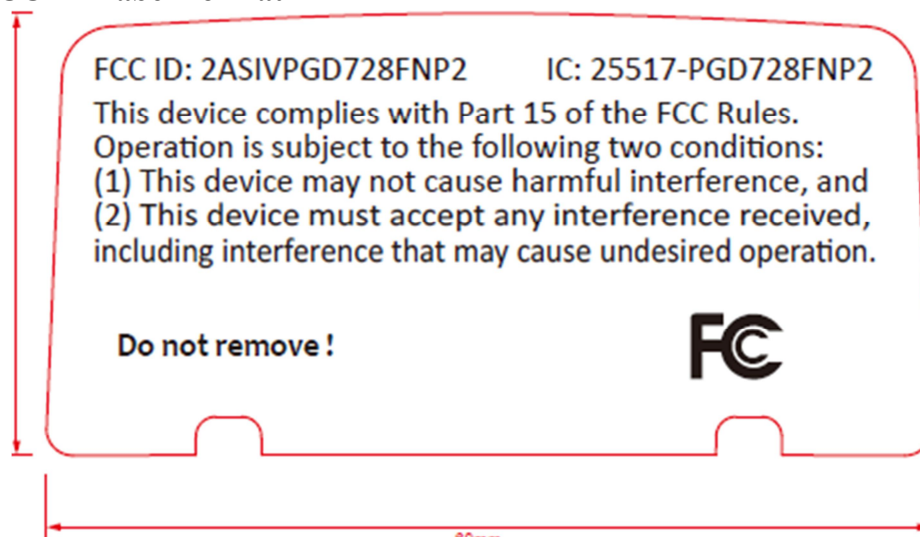 FCC ID: 2ASIVPGD728FNP2 IC: 25517-PGD728FNP2
This device complies with Part 15 of the FCC Rules.
Operation is subject to the following two conditions:
(1) This device may not cause harmful interference, and
(2) This device must accept any interference received,
including interference that may cause undesired operation.
Do not remove !
FCC